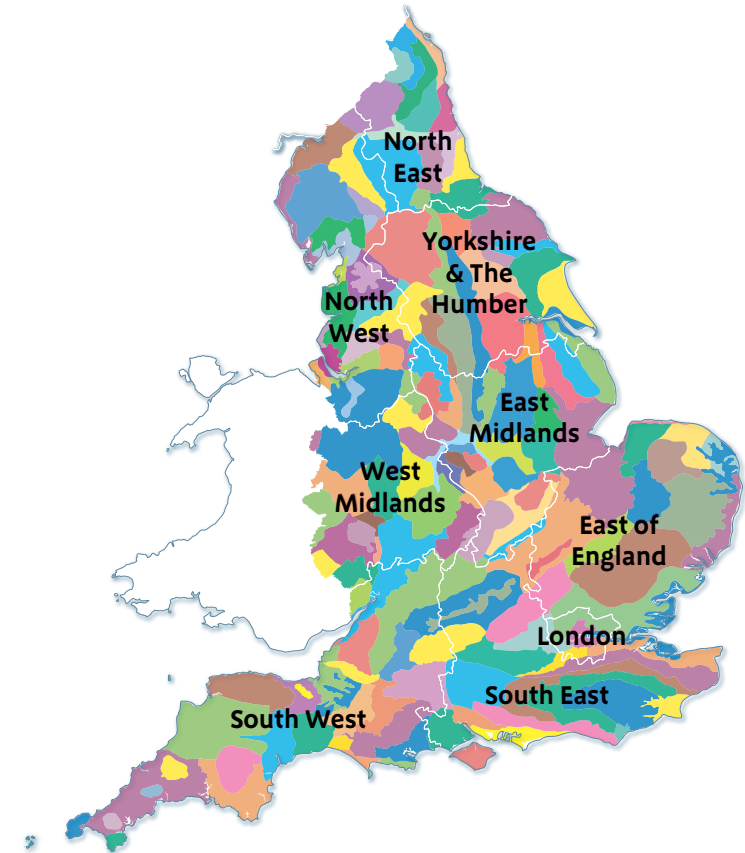 North
East
Yorkshire
& The
Humber
North
West
East
Midlands
West
Midlands
East of
England
London
South East
South West